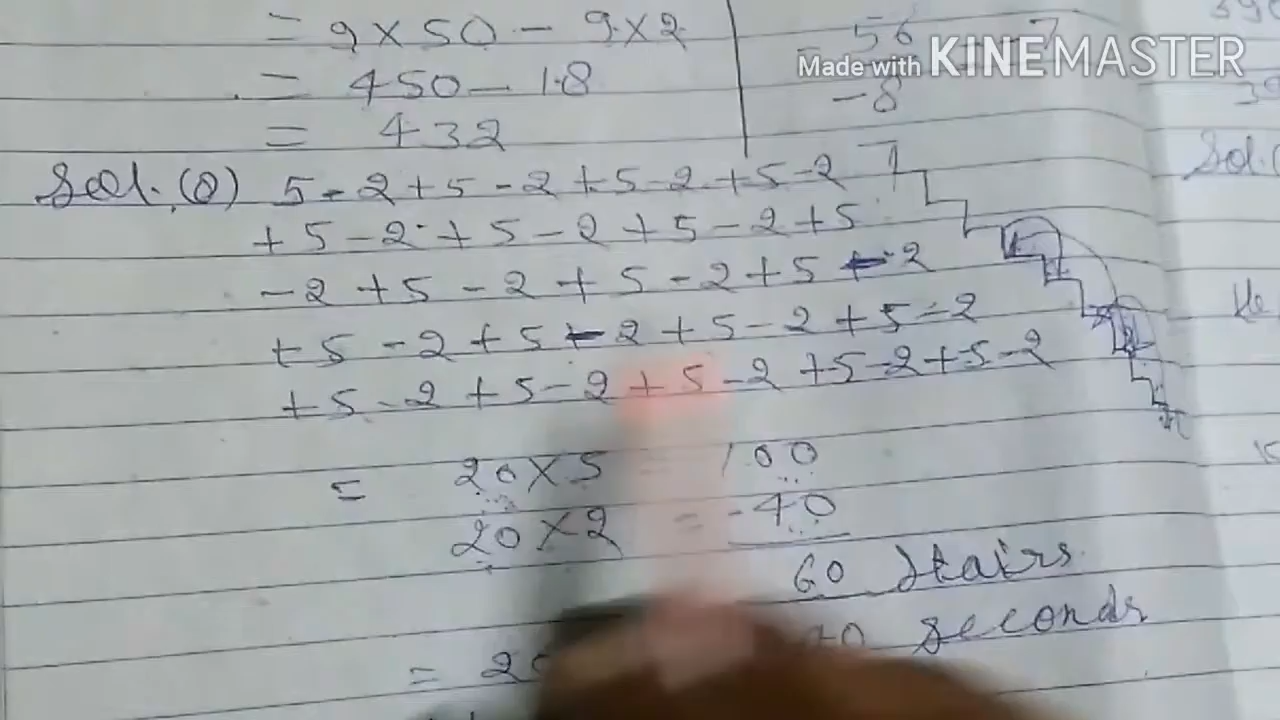 = 9 × 50 - 9 × 2
= 450 - 18
= 432
56
-8
7
Made with KINEMASTER
Sol. (8) 5 - 2 + 5 - 2 + 5 - 2 + 5 - 2
+ 5 - 2 + 5 - 2 + 5 - 2 + 5
- 2 + 5 - 2 + 5 - 2 + 5 - 2
+ 5 - 2 + 5 - 2 + 5 - 2 + 5 - 2
+ 5 - 2 + 5 - 2 + 5 - 2 + 5 - 2 + 5 - 2
= 20 × 5 = 100
20 × 2 = - 40
60 stairs
= seconds